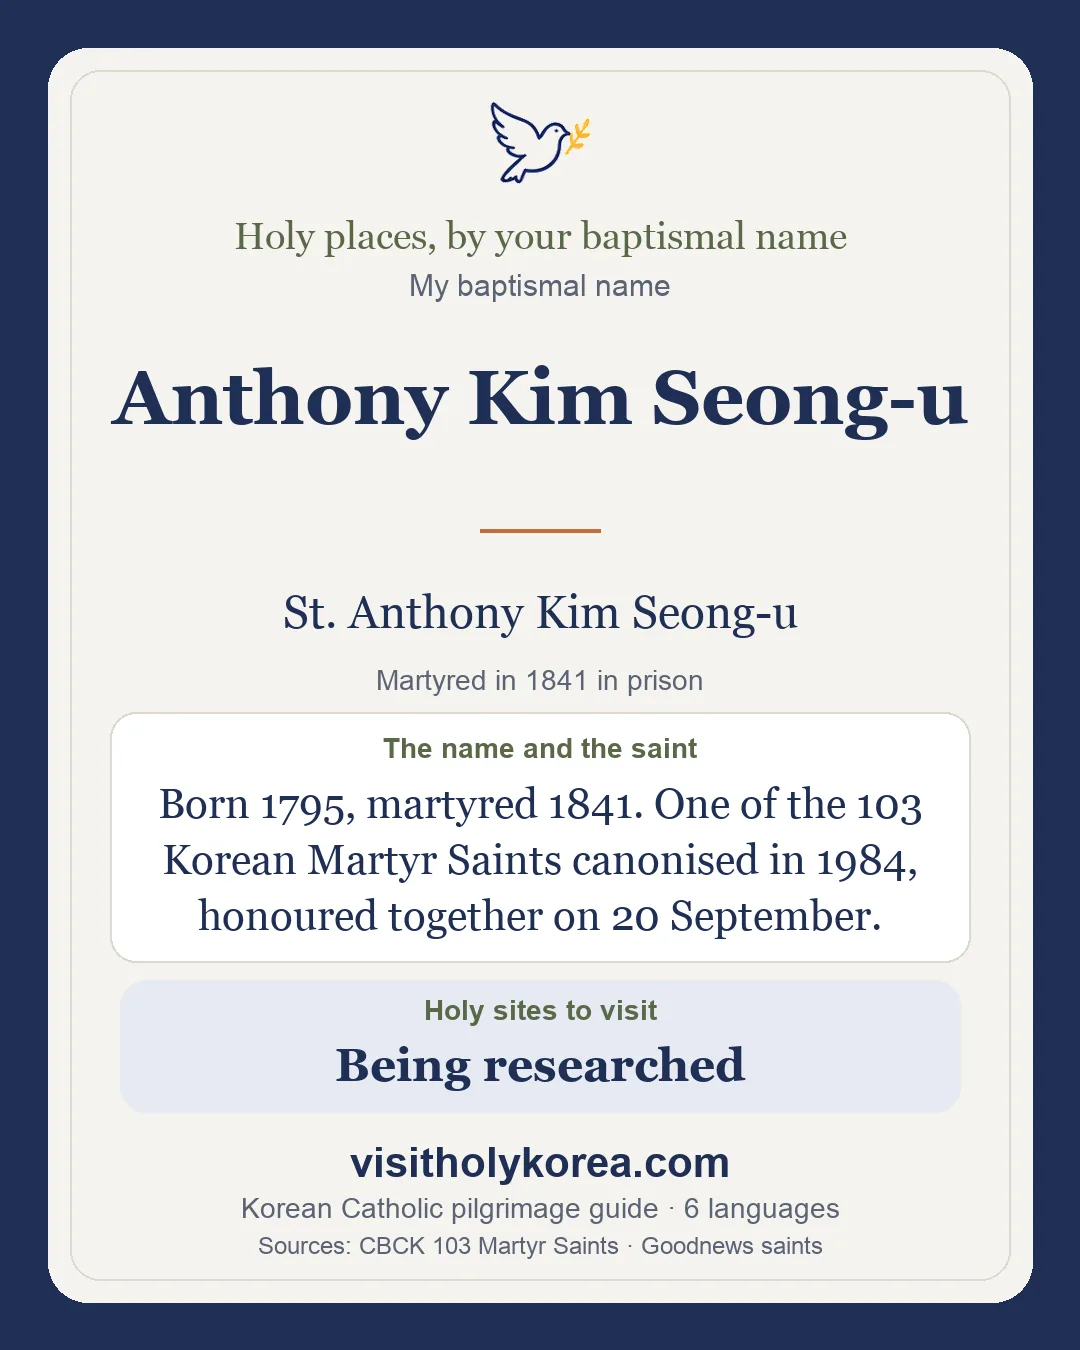 Holy places, by your baptismal name
My baptismal name
Anthony Kim Seong-u
St. Anthony Kim Seong-u
Martyred in 1841 in prison
The name and the saint
Born 1795, martyred 1841. One of the 103
Korean Martyr Saints canonised in 1984,
honoured together on 20 September.
Holy sites to visit
Being researched
visitholykorea.com
Korean Catholic pilgrimage guide · 6 languages
Sources: CBCK 103 Martyr Saints · Goodnews saints